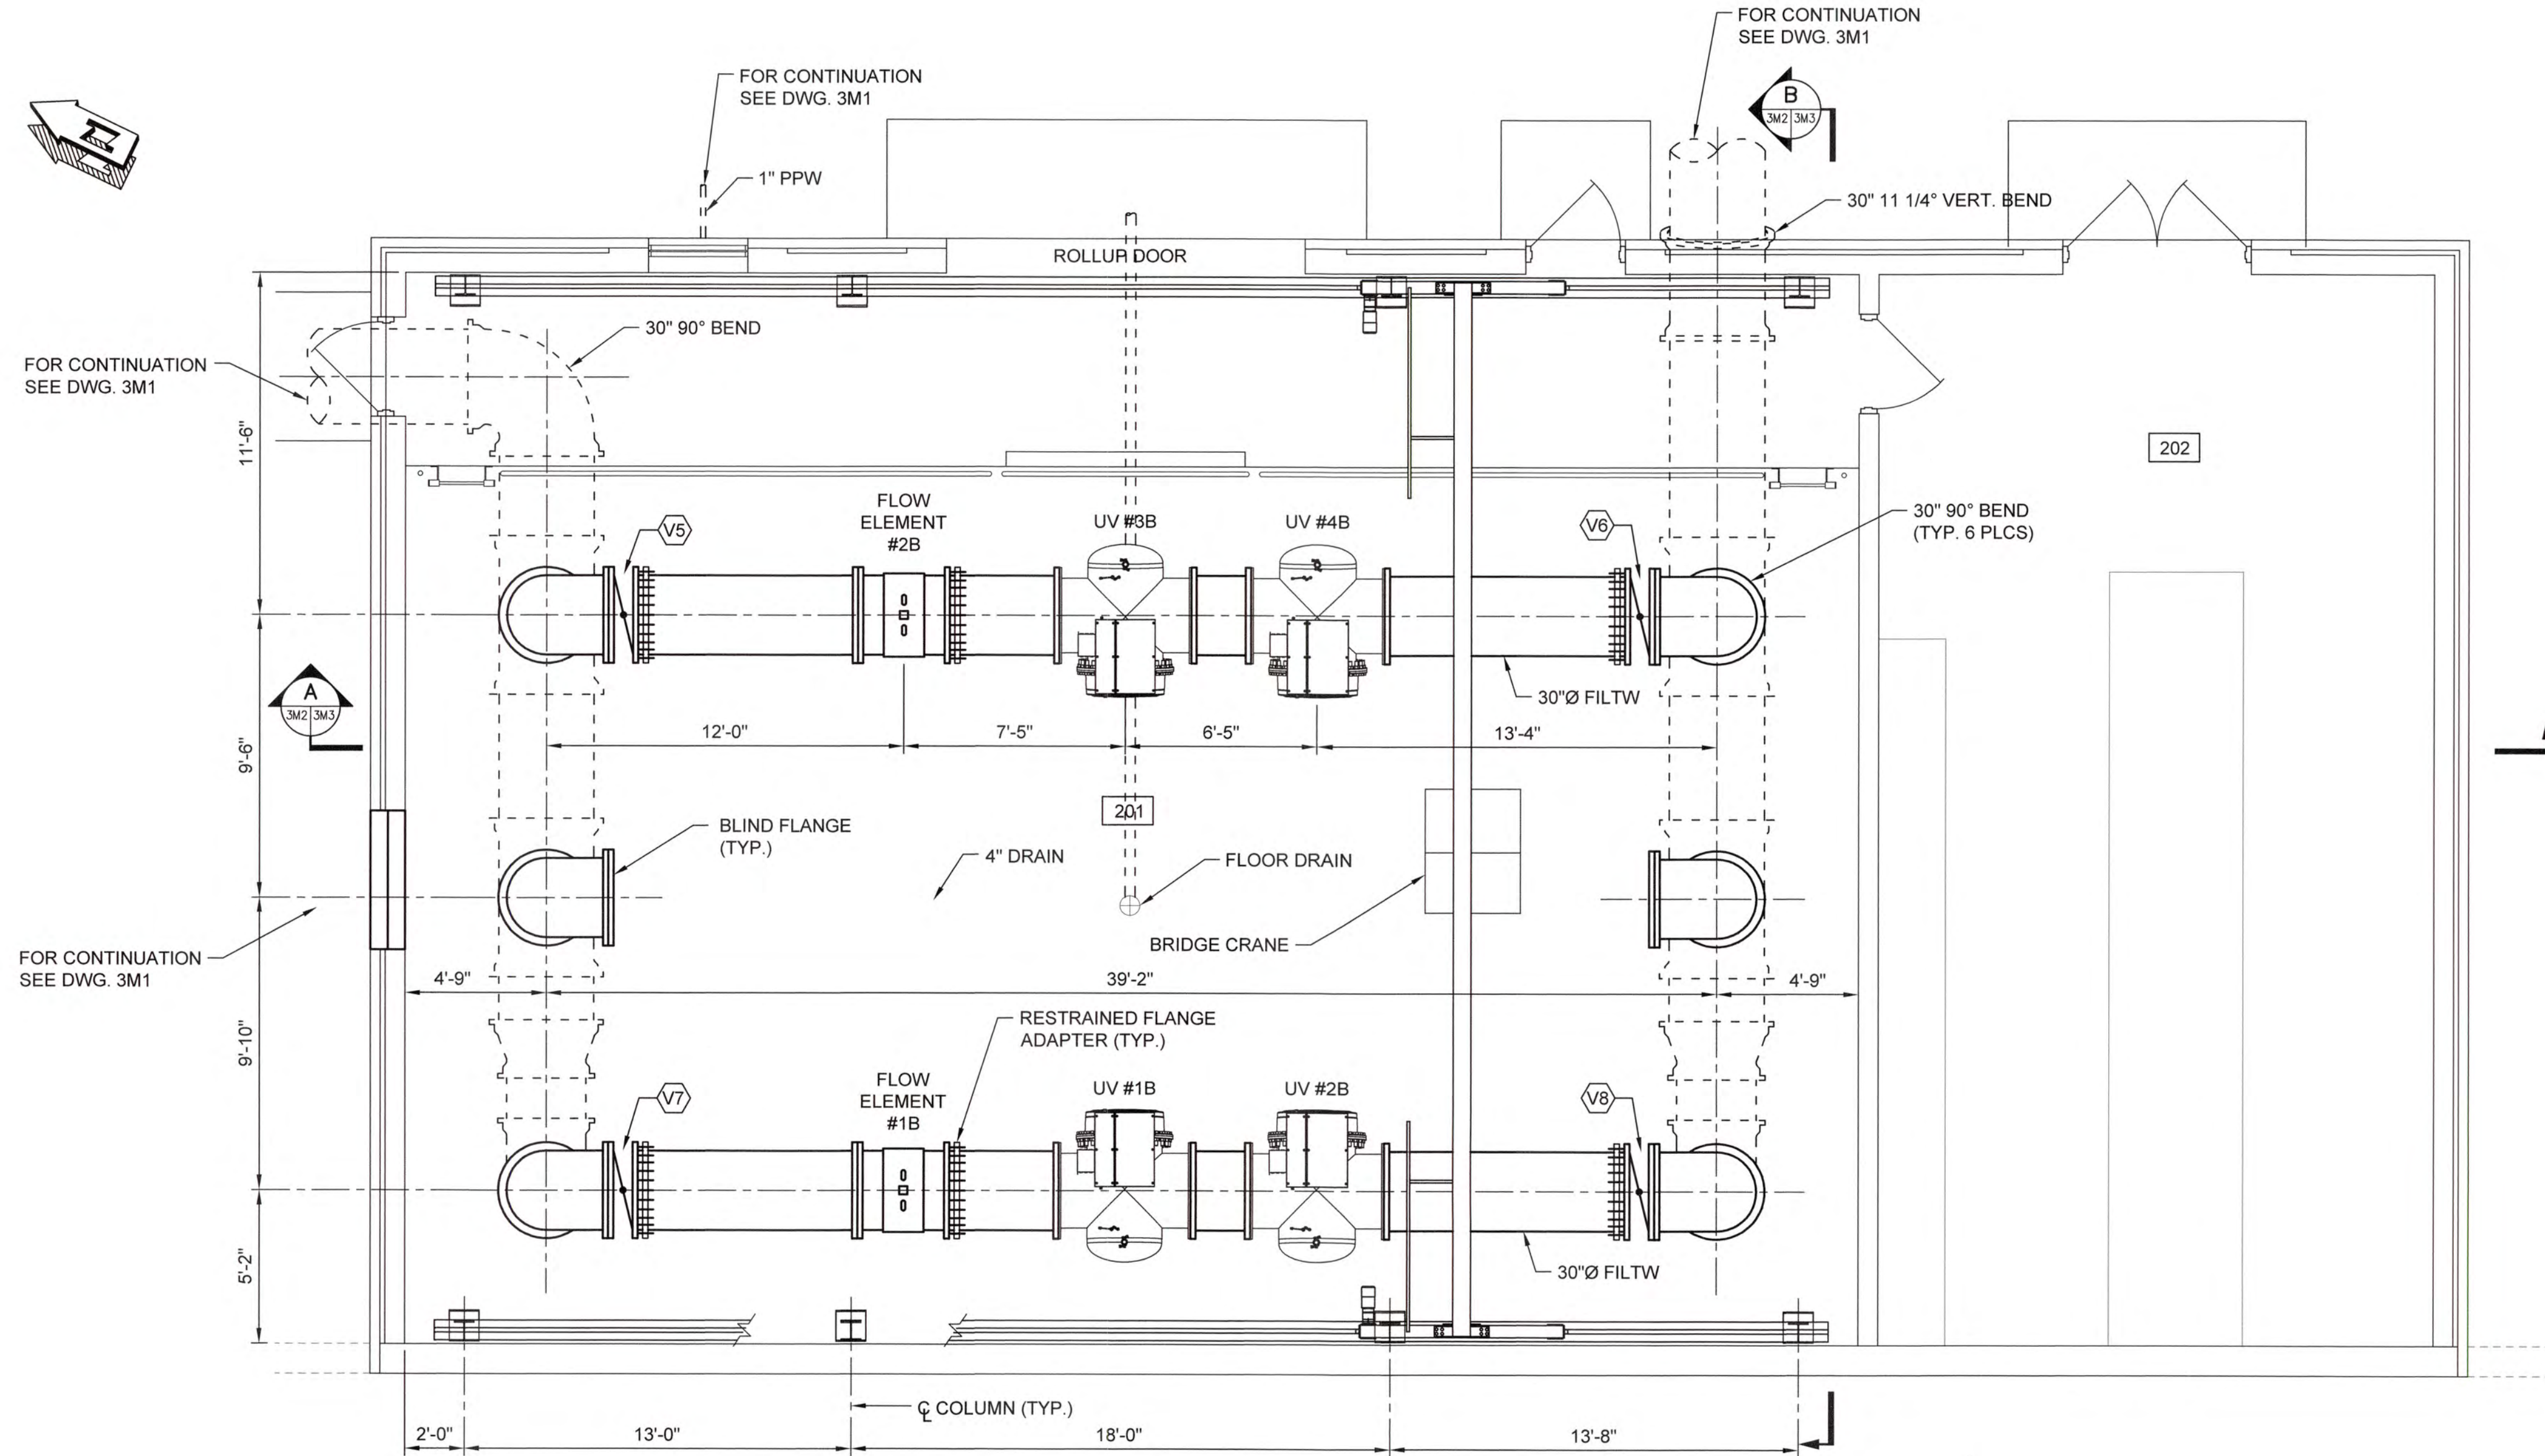 FOR CONTINUATION
SEE DWG. 3M1
FOR CONTINUATION
SEE DWG. 3M1
B
3M2 3M3
1" PPW
30" 11 1/4° VERT. BEND
ROLLUP DOOR
30" 90° BEND
FOR CONTINUATION
SEE DWG. 3M1
11'-6"
202
FLOW
ELEMENT
#2B
V5
UV #3B
UV #4B
V6
30" 90° BEND
(TYP. 6 PLCS)
30"Ø FILTW
A
3M2 3M3
12'-0"
7'-5"
6'-5"
13'-4"
9'-6"
201
BLIND FLANGE
(TYP.)
4" DRAIN
FLOOR DRAIN
BRIDGE CRANE
FOR CONTINUATION
SEE DWG. 3M1
4'-9"
39'-2"
4'-9"
RESTRAINED FLANGE
ADAPTER (TYP.)
9'-10"
FLOW
ELEMENT
#1B
V7
UV #1B
UV #2B
V8
30"Ø FILTW
5'-2"
℄ COLUMN (TYP.)
2'-0"
13'-0"
18'-0"
13'-8"